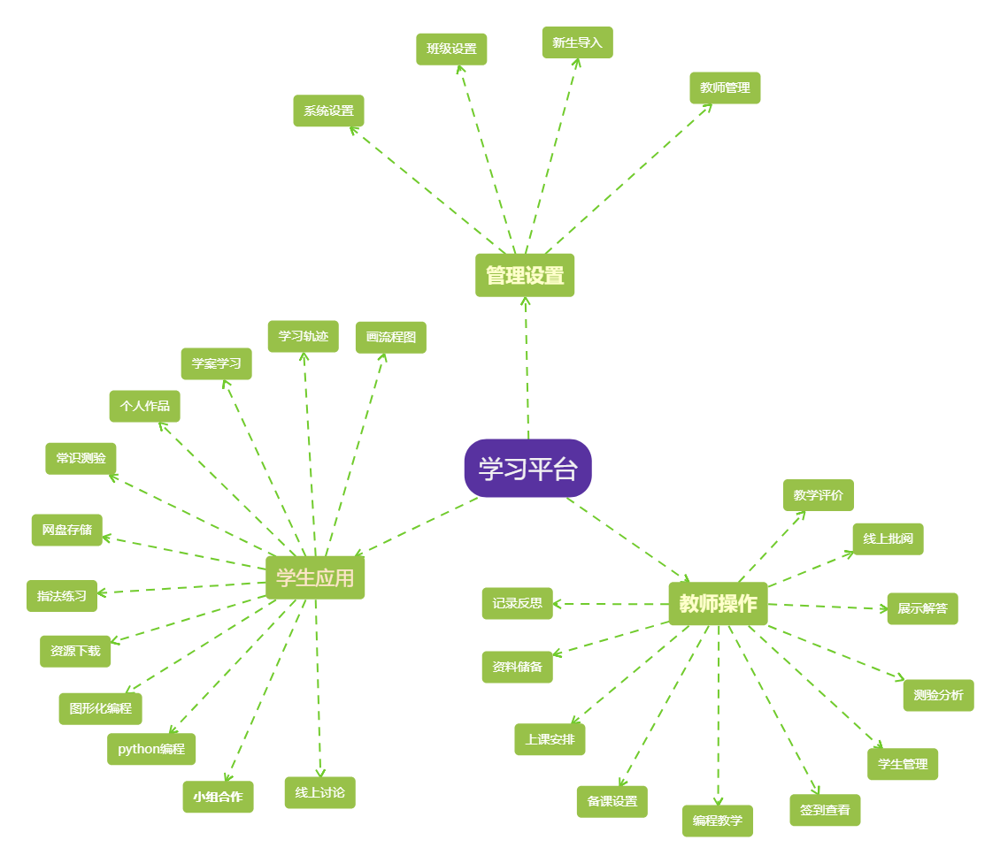 新生导入
班级设置
教师管理
系统设置
管理设置
学习轨迹
画流程图
学案学习
个人作品
常识测验
学习平台
教学评价
网盘存储
线上批阅
学生应用
指法练习
记录反思
教师操作
展示解答
资源下载
资料储备
测验分析
图形化编程
上课安排
python编程
学生管理
小组合作
线上讨论
备课设置
签到查看
编程教学